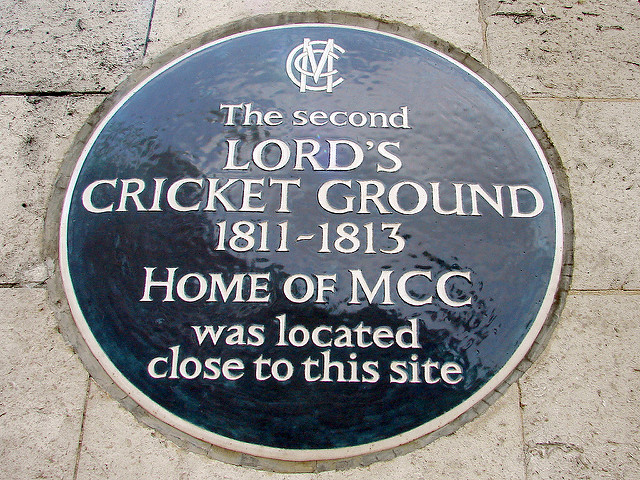 MCC
The second
LORD'S
CRICKET GROUND
1811-1813
HOME OF MCC
was located
close to this site